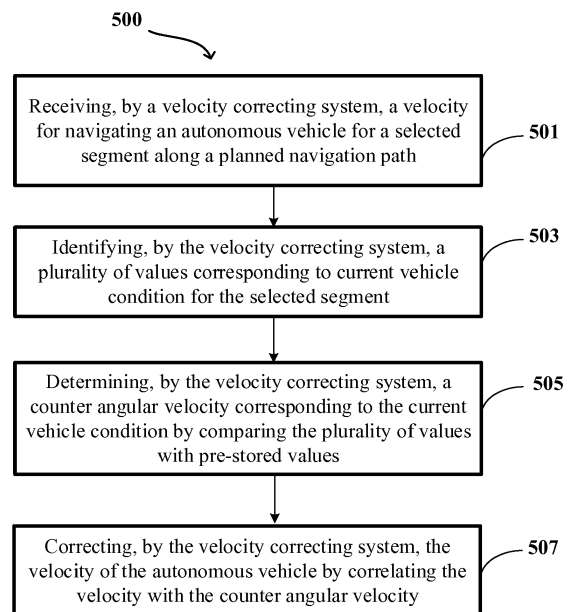 500
Receiving, by a velocity correcting system, a velocity
for navigating an autonomous vehicle for a selected
segment along a planned navigation path
501
Identifying, by the velocity correcting system, a
plurality of values corresponding to current vehicle
condition for the selected segment
503
Determining, by the velocity correcting system, a
counter angular velocity corresponding to the current
vehicle condition by comparing the plurality of values
with pre-stored values
505
Correcting, by the velocity correcting system, the
velocity of the autonomous vehicle by correlating the
velocity with the counter angular velocity
507